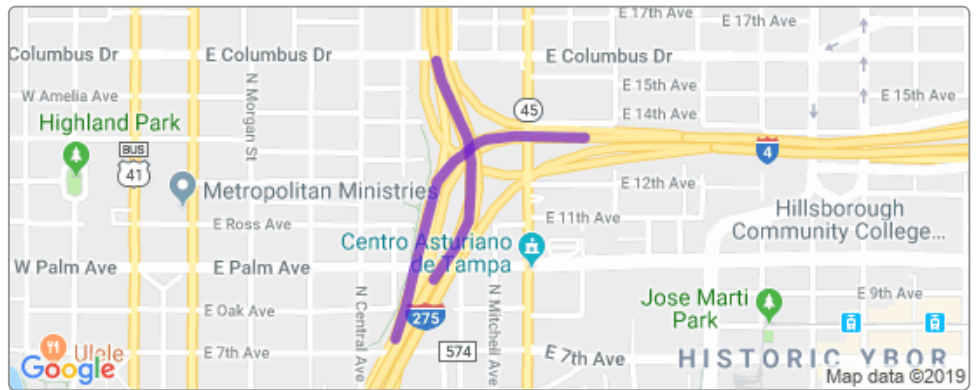 E 17th Ave
E 17th Ave
Columbus Dr
E Columbus Dr
E Columbus Dr
W Amelia Ave
N Morgan St
E 15th Ave
E 15th Ave
45
E 14th Ave
Highland Park
BUS
41
4
Metropolitan Ministries
E 12th Ave
E Ross Ave
E 11th Ave
Hillsborough
Community College...
Centro Asturiano
de Tampa
W Palm Ave
E Palm Ave
N Central Ave
N Mitchell Ave
E Oak Ave
275
Jose Marti
Park
E 9th Ave
Ulele
E 7th Ave
574
E 7th Ave
HISTORIC YBOR
Google
Map data ©2019